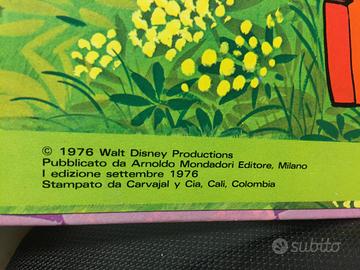 © 1976 Walt Disney Productions
Pubblicato da Arnoldo Mondadori Editore, Milano
I edizione settembre 1976
Stampato da Carvajal y Cia, Cali, Colombia
subito